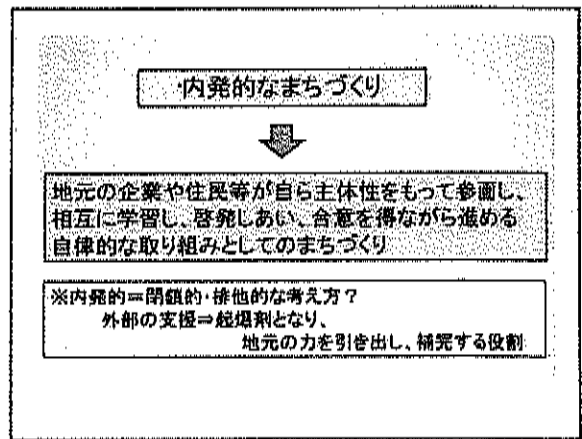 内発的なまちづくり
地元の企業や住民等が自ら主体性をもって参画し、
相互に学習し、啓発しあい、合意を得ながら進める
自律的な取り組みとしてのまちづくり
※内発的＝閉鎖的・排他的な考え方？
外部の支援⇒起爆剤となり、
地元の力を引き出し、補完する役割